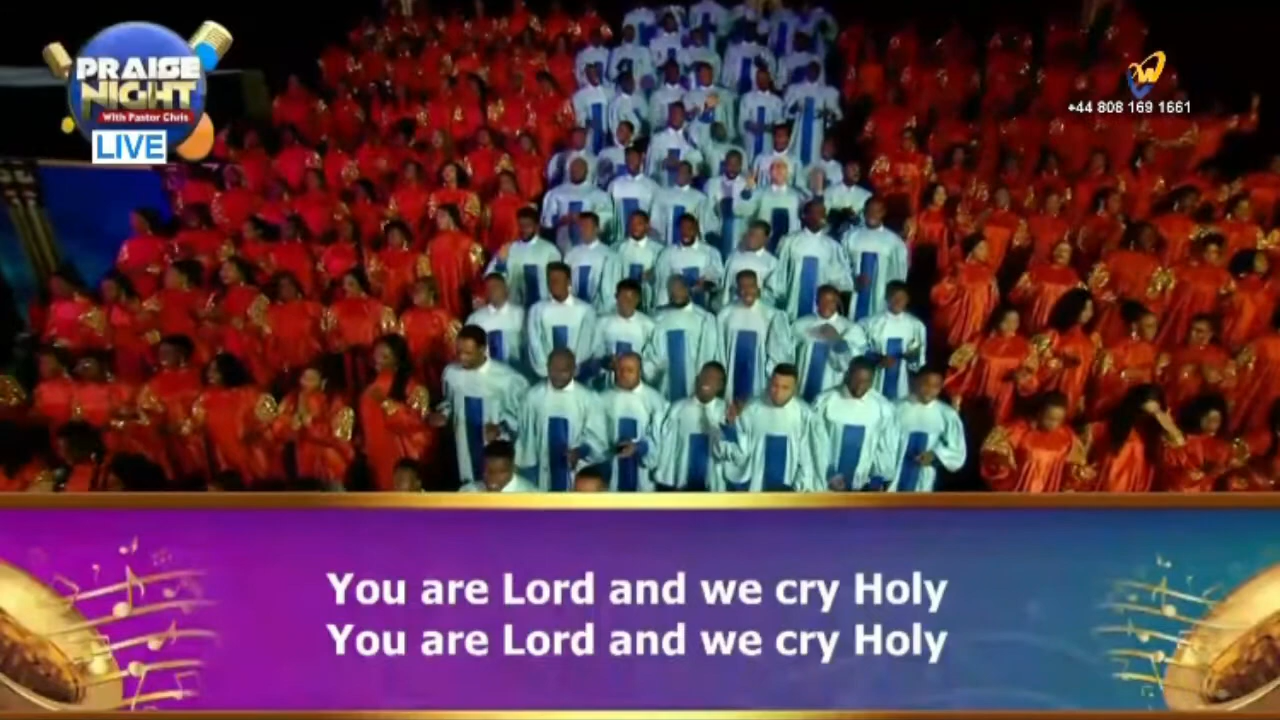 PRAISE
NIGHT
With Pastor Chris
LIVE
W
+44 808 169 1661
You are Lord and we cry Holy
You are Lord and we cry Holy